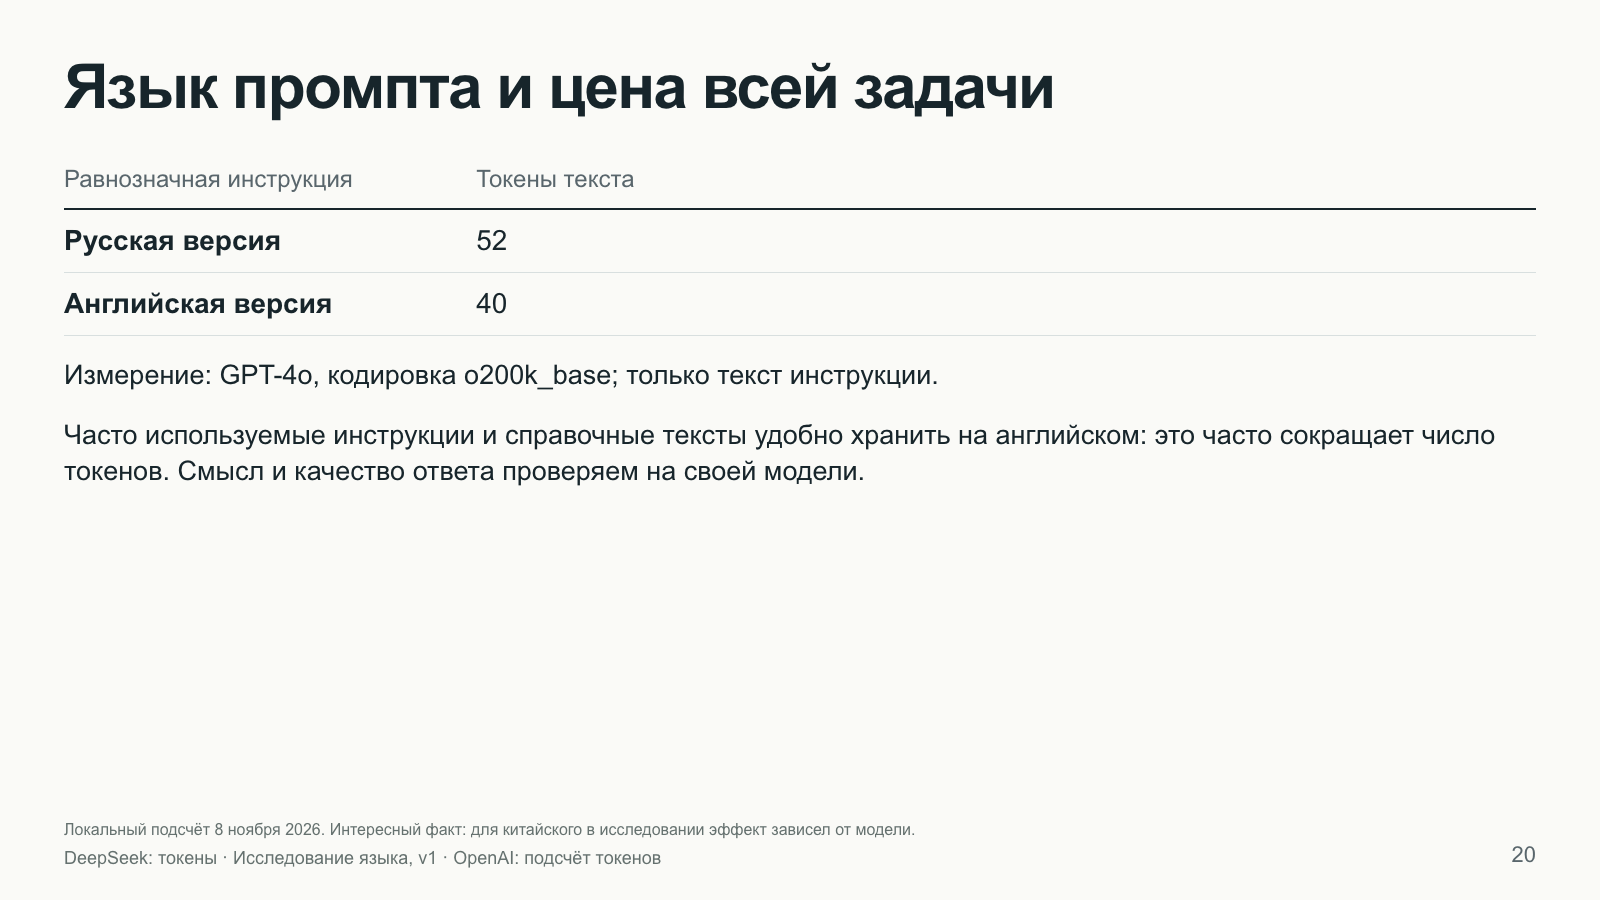 Язык промпта и цена всей задачи
Равнозначная инструкция Токены текста
Русская версия 52
Английская версия 40
Измерение: GPT-4o, кодировка o200k_base; только текст инструкции.
Часто используемые инструкции и справочные тексты удобно хранить на английском: это часто сокращает число
токенов. Смысл и качество ответа проверяем на своей модели.
Локальный подсчёт 8 ноября 2026. Интересный факт: для китайского в исследовании эффект зависел от модели.
DeepSeek: токены · Исследование языка, v1 · OpenAI: подсчёт токенов
20